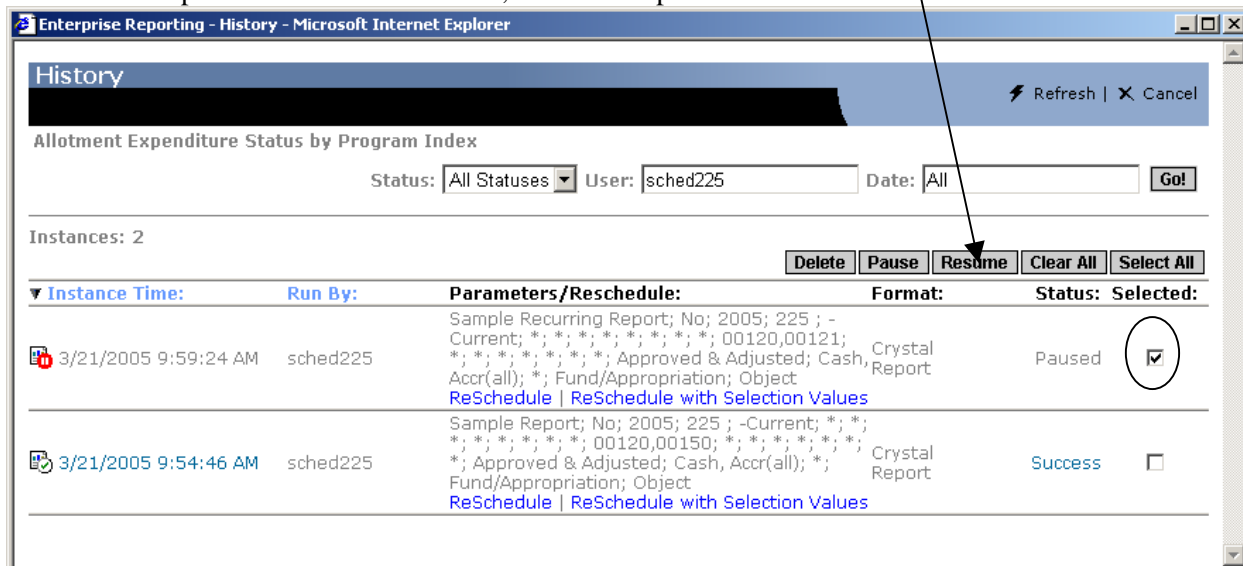 Enterprise Reporting - History - Microsoft Internet Explorer
History
Refresh | Cancel
Allotment Expenditure Status by Program Index
Status: All Statuses User: sched225 Date: All Go!
Instances: 2
Delete Pause Resume Clear All Select All
Instance Time: Run By: Parameters/Reschedule: Format: Status: Selected:
Sample Recurring Report; No; 2005; 225 ; -
Current; *; *; *; *; *; *; *; *; 00120,00121;
3/21/2005 9:59:24 AM sched225 *; *; *; *; *; *; *; Approved & Adjusted; Cash, Crystal Paused
Accr(all); *; Fund/Appropriation; Object Report
ReSchedule | ReSchedule with Selection Values
Sample Report; No; 2005; 225 ; -Current; *; *;
*; *; *; *; *; *; 00120,00150; *; *; *; *; *; *;
3/21/2005 9:54:46 AM sched225 *; Approved & Adjusted; Cash, Accr(all); *; Crystal Success
Fund/Appropriation; Object Report
ReSchedule | ReSchedule with Selection Values